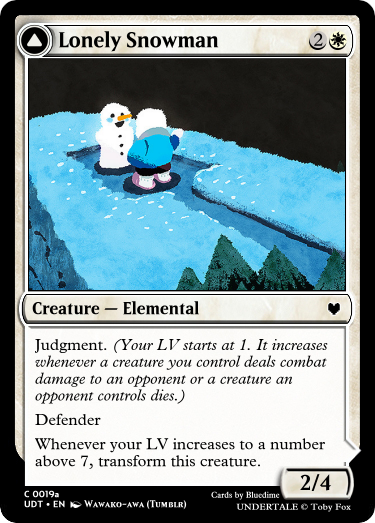 Lonely Snowman 2
Creature — Elemental
Judgment. (Your LV starts at 1. It increases
whenever a creature you control deals combat
damage to an opponent or a creature an
opponent controls dies.)
Defender
Whenever your LV increases to a number
above 7, transform this creature.
2/4
C 0019a
UDT • EN Wawako-awa (Tumblr)
Cards by Bluedime
UNDERTALE © Toby Fox